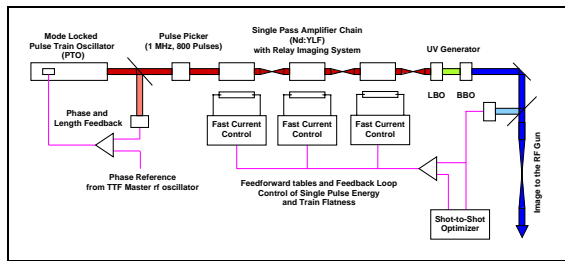 Mode Locked
Pulse Train Oscillator
(PTO)
Pulse Picker
(1 MHz, 800 Pulses)
Single Pass Amplifier Chain
(Nd:YLF)
with Relay Imaging System
UV Generator
LBO BBO
Phase and
Length Feedback
Fast Current
Control
Fast Current
Control
Fast Current
Control
Phase Reference
from TTF Master rf oscillator
Feedforward tables and Feedback Loop
Control of Single Pulse Energy
and Train Flatness
Shot-to-Shot
Optimizer
Image to the RF Gun